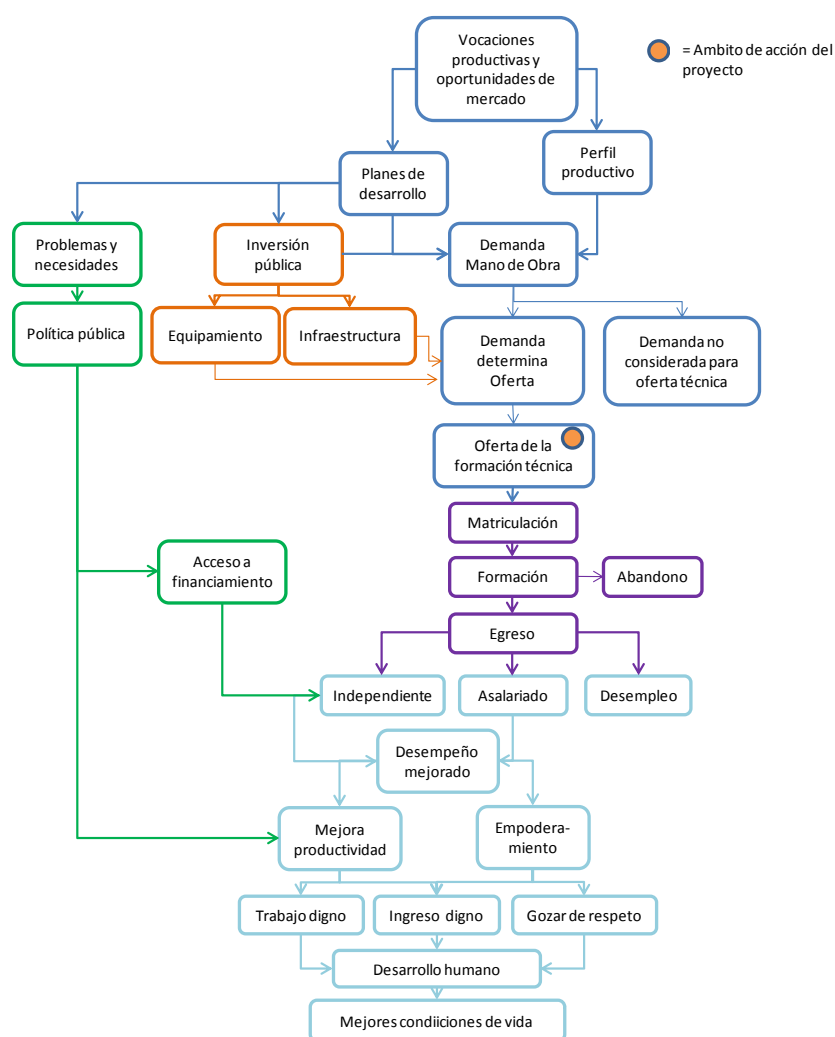 Vocaciones
productivas y
oportunidades de
mercado
= Ambito de acción del
proyecto
Perfil
productivo
Planes de
desarrollo
Problemas y
necesidades
Inversión
pública
Demanda
Mano de Obra
Política pública
Equipamiento
Infraestructura
Demanda
determina
Oferta
Demanda no
considerada para
oferta técnica
Oferta de la
formación técnica
Matriculación
Acceso a
financiamiento
Formación
Abandono
Egreso
Independiente
Asalariado
Desempleo
Desempeño
mejorado
Mejora
productividad
Empodera-
miento
Trabajo digno
Ingreso digno
Gozar de respeto
Desarrollo humano
Mejores condiiciones de vida